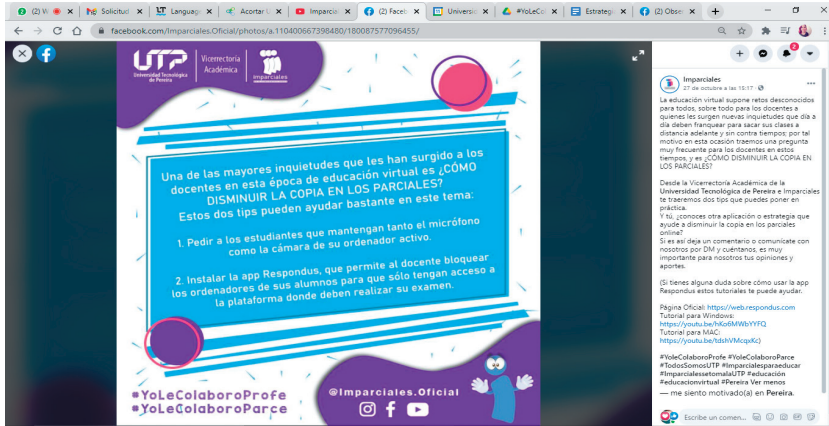 (2) W
Solicitud
Language
Acortar U
Imparcia
(2) Faceb
Universid
#YoLeCol
Estrategi
(2) Obser
facebook.com/Imparciales.Oficial/photos/a.110400667398480/180087577096455/
UTP
Universidad Tecnológica
de Pereira
Vicerrectoría
Académica
imparciales
Una de las mayores inquietudes que les han surgido a los
docentes en esta época de educación virtual es ¿CÓMO
DISMINUIR LA COPIA EN LOS PARCIALES?
Estos dos tips pueden ayudar bastante en este tema:
1. Pedir a los estudiantes que mantengan tanto el micrófono
como la cámara de su ordenador activo.
2. Instalar la app Respondus, que permite al docente bloquear
los ordenadores de sus alumnos para que sólo tengan acceso a
la plataforma donde deben realizar su examen.
#YoLeColaboroProfe
#YoLeColaboroParce
@Imparciales.Oficial
2
Imparciales
27 de octubre a las 15:17
La educación virtual supone retos desconocidos
para todos, sobre todo para los docentes a
quienes les surgen nuevas inquietudes que día a
día deben franquear para sacar sus clases a
distancia adelante y sin contra tiempos; por tal
motivo en esta ocasión traemos una pregunta
muy frecuente para los docentes en estos
tiempos, y es ¿CÓMO DISMINUIR LA COPIA EN
LOS PARCIALES?
Desde la Vicerrectoría Académica de la
Universidad Tecnológica de Pereira e Imparciales
te traeremos dos tips que puedes poner en
práctica.
Y tú, ¿conoces otra aplicación o estrategia que
ayude a disminuir la copia en los parciales
online?
Si es así deja un comentario o comunícate con
nosotros por DM y cuéntanos, es muy
importante para nosotros tus opiniones y
aportes.
(Si tienes alguna duda sobre cómo usar la app
Respondus estos tutoriales te puede ayudar.
Página Oficial: https://web.respondus.com
Tutorial para Windows:
https://youtu.be/hKo6MWbYYFQ
Tutorial para MAC:
https://youtu.be/tdshVMcqxKc)
#YoleColaboroProfe #YoleColaboroParce
#TodosSomosUTP #Imparcialesparaeducar
#ImparcialessetomalaUTP #educación
#educacionvirtual #Pereira Ver menos
— me siento motivado(a) en Pereira.
Escribe un comen...